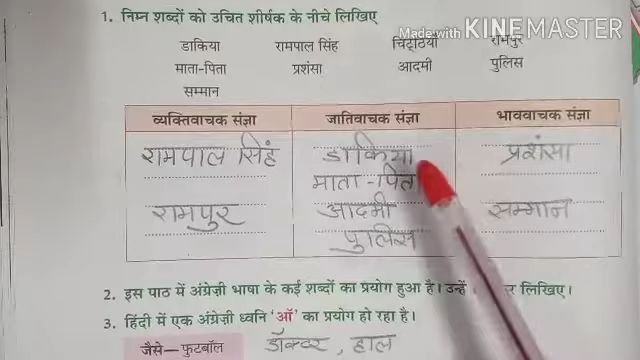 1. निम्न शब्दों को उचित शीर्षक के नीचे लिखिए
Made with KINEMASTER
डाकिया रामपाल सिंह चिट्ठियाँ रामपुर
माता-पिता प्रशंसा आदमी पुलिस
सम्मान
व्यक्तिवाचक संज्ञा जातिवाचक संज्ञा भाववाचक संज्ञा
रामपाल सिंह डाकिया प्रशंसा
माता-पिता
रामपुर आदमी सम्मान
पुलिस
2. इस पाठ में अंग्रेज़ी भाषा के कई शब्दों का प्रयोग हुआ है। उन्हें लिखिए।
3. हिंदी में एक अंग्रेज़ी ध्वनि 'ऑ' का प्रयोग हो रहा है।
जैसे—फुटबॉल डॉक्टर, हाल